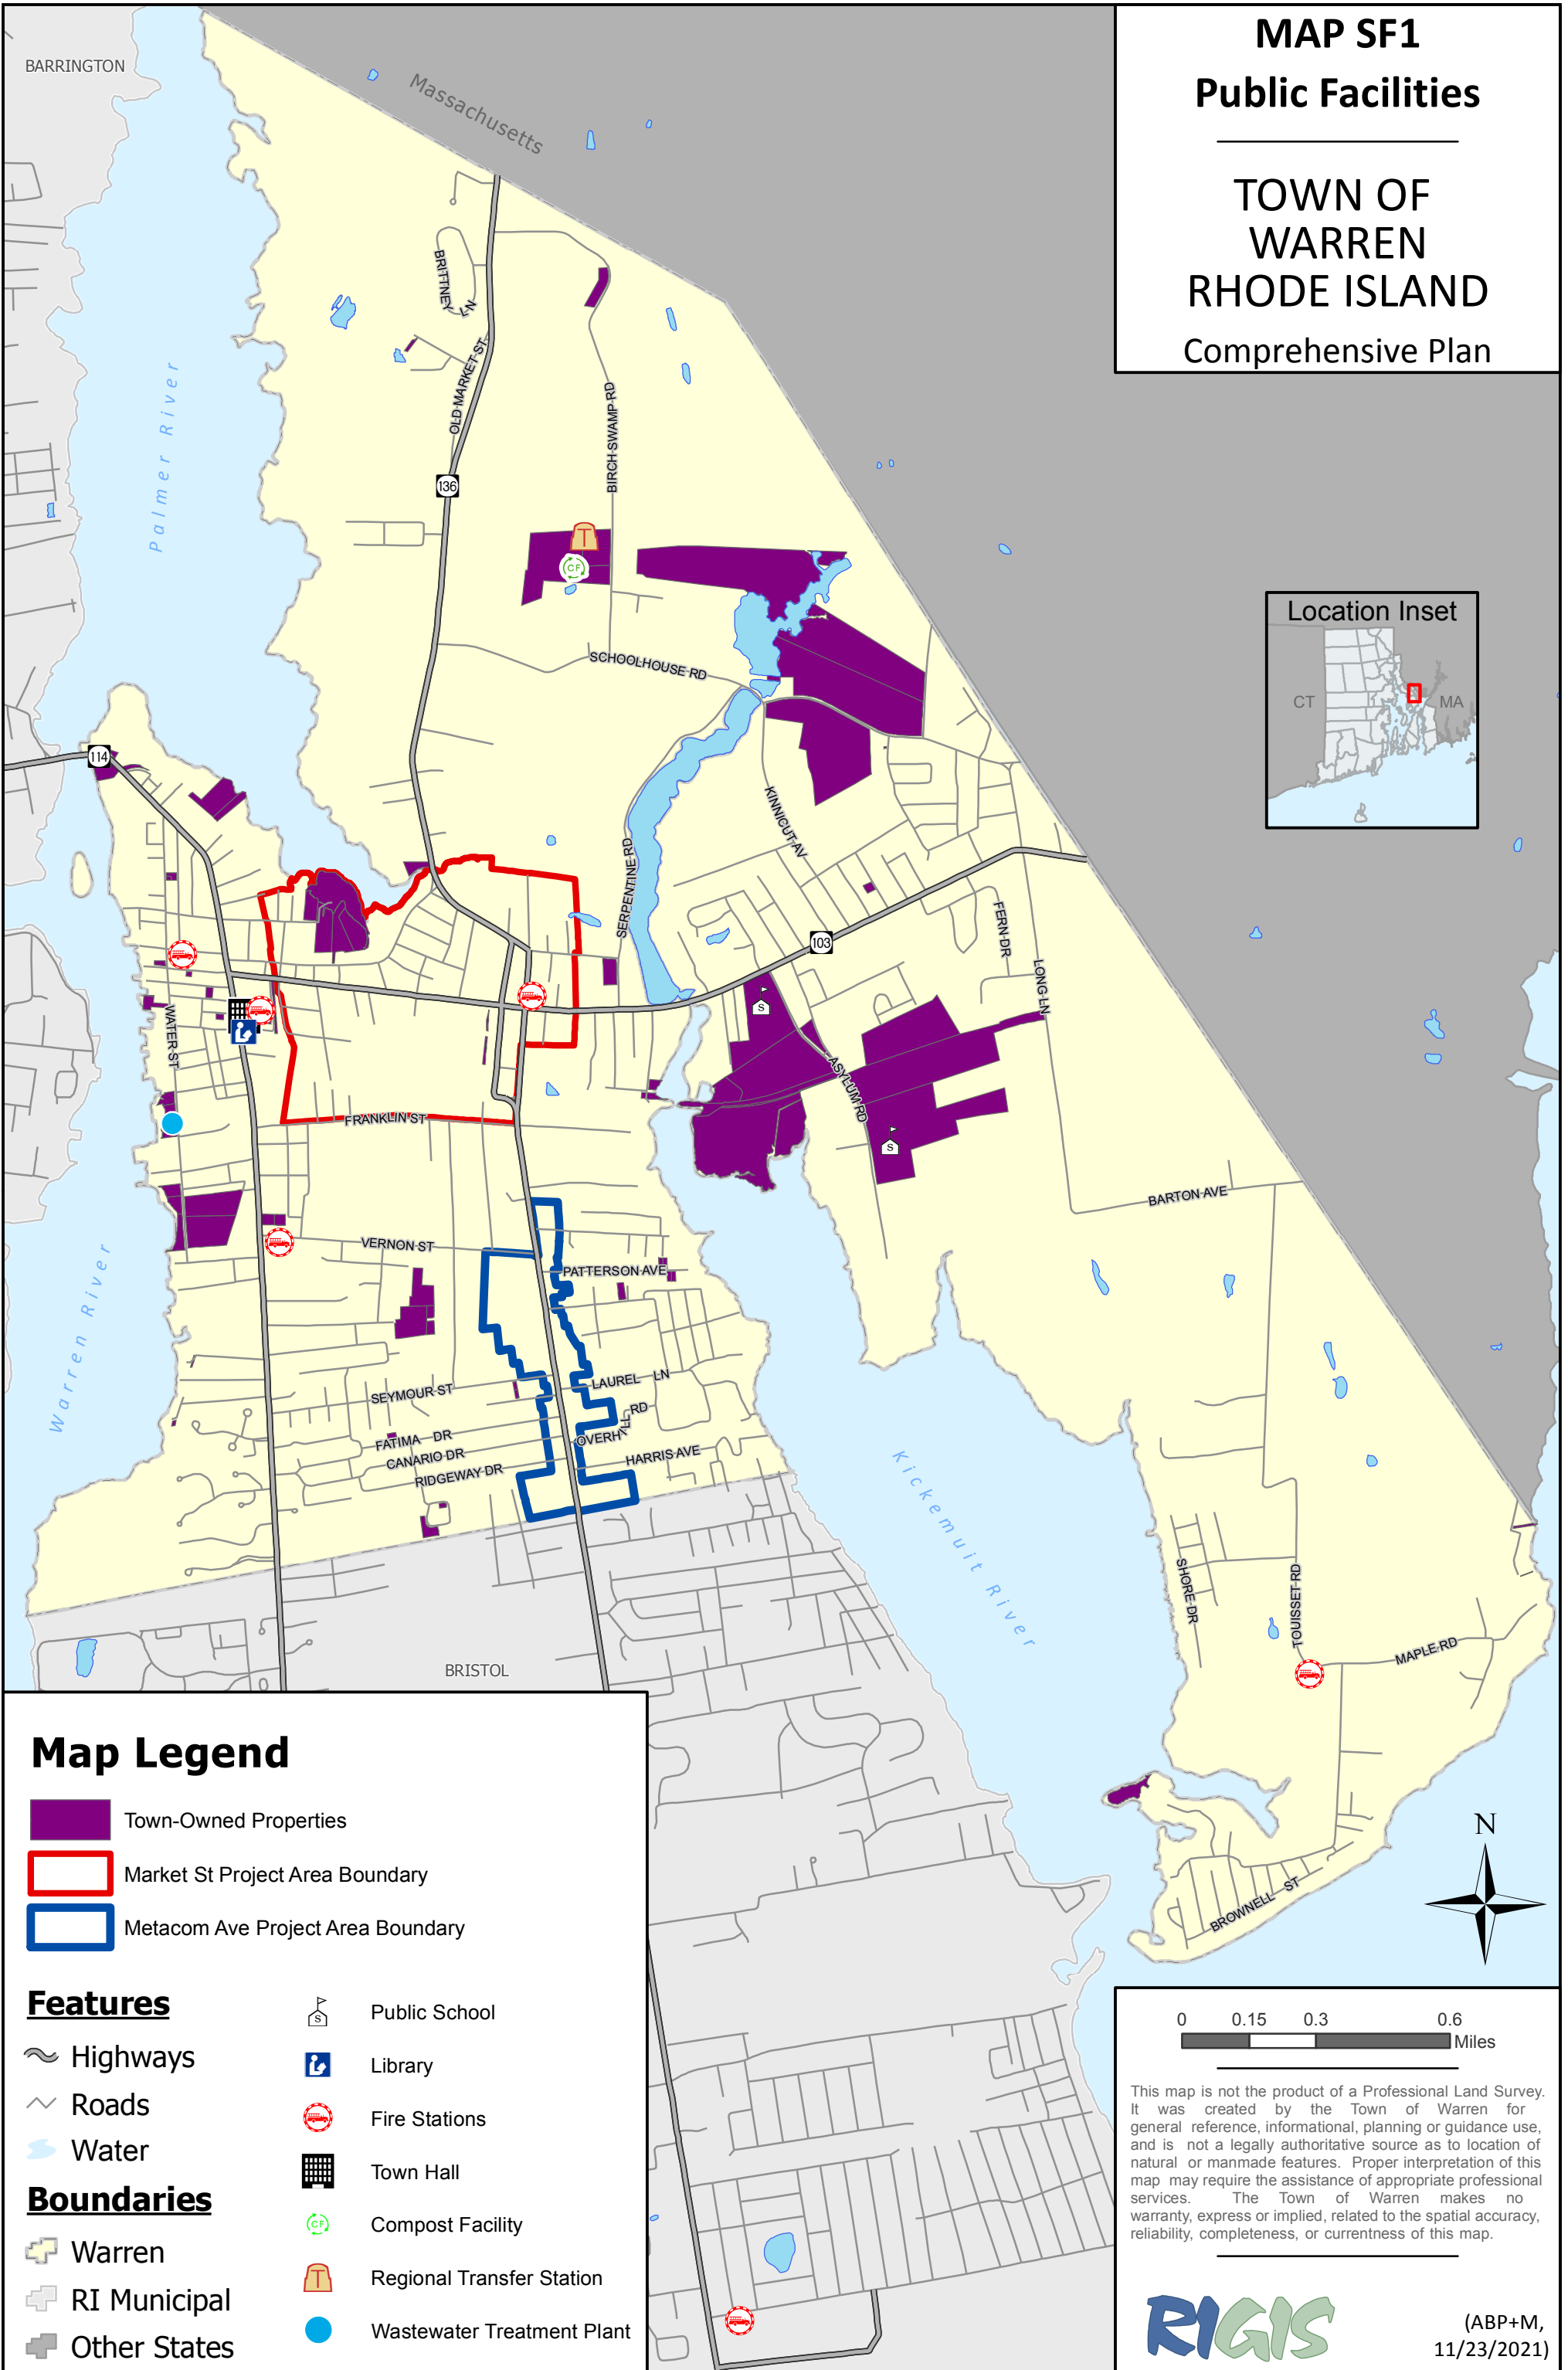 MAP SF1
Public Facilities
TOWN OF
WARREN
RHODE ISLAND
Comprehensive Plan
BARRINGTON
Massachusetts
Palmer River
BRITTNEY LN
OLD MARKET ST
136
BIRCH SWAMP RD
T
CF
SCHOOLHOUSE RD
Location Inset
CT
MA
114
KINNICUT AV
SERPENTINE RD
103
FERN DR
LONG LN
S
WATER ST
ASYLUM RD
FRANKLIN ST
S
BARTON AVE
VERNON ST
PATTERSON AVE
Warren River
LAUREL LN
SEYMOUR ST
OVERHILL RD
FATIMA DR
CANARIO DR
HARRIS AVE
RIDGEWAY DR
Kickemuit River
SHORE DR
TOUISSET RD
MAPLE RD
BRISTOL
BROWNELL ST
N
Map Legend
Town-Owned Properties
Market St Project Area Boundary
Metacom Ave Project Area Boundary
Features
Highways
Roads
Water
Boundaries
Warren
RI Municipal
Other States
S
Public School
Library
Fire Stations
Town Hall
CF
Compost Facility
T
Regional Transfer Station
Wastewater Treatment Plant
0 0.15 0.3 0.6
Miles
This map is not the product of a Professional Land Survey.
It was created by the Town of Warren for
general reference, informational, planning or guidance use,
and is not a legally authoritative source as to location of
natural or manmade features. Proper interpretation of this
map may require the assistance of appropriate professional
services. The Town of Warren makes no
warranty, express or implied, related to the spatial accuracy,
reliability, completeness, or currentness of this map.
RIGIS
(ABP+M,
11/23/2021)